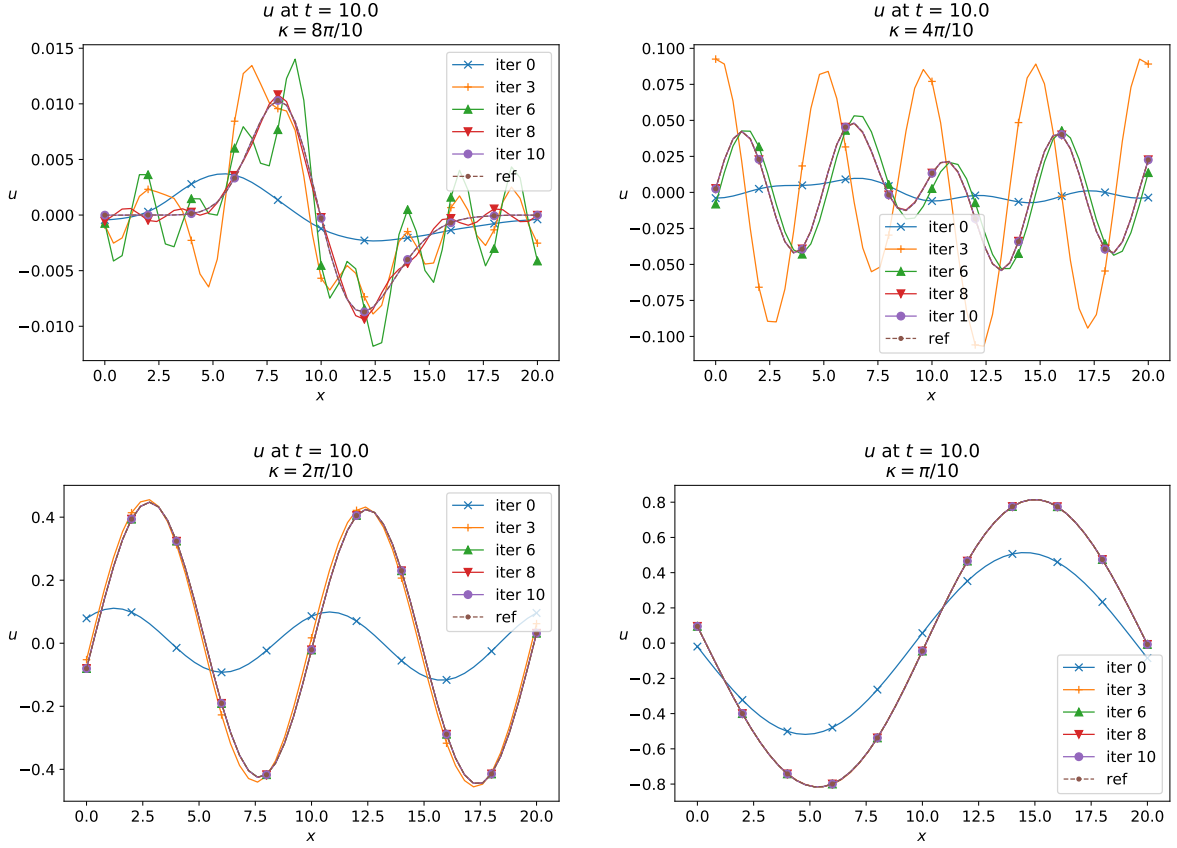 u at t = 10.0
κ = 8π/10
0.015
0.010
0.005
0.000
−0.005
−0.010
u
0.0 2.5 5.0 7.5 10.0 12.5 15.0 17.5 20.0
x
iter 0
iter 3
iter 6
iter 8
iter 10
ref
u at t = 10.0
κ = 4π/10
0.100
0.075
0.050
0.025
0.000
−0.025
−0.050
−0.075
−0.100
u
0.0 2.5 5.0 7.5 10.0 12.5 15.0 17.5 20.0
x
iter 0
iter 3
iter 6
iter 8
iter 10
ref
u at t = 10.0
κ = 2π/10
0.4
0.2
0.0
−0.2
−0.4
u
0.0 2.5 5.0 7.5 10.0 12.5 15.0 17.5 20.0
x
iter 0
iter 3
iter 6
iter 8
iter 10
ref
u at t = 10.0
κ = π/10
0.8
0.6
0.4
0.2
0.0
−0.2
−0.4
−0.6
−0.8
u
0.0 2.5 5.0 7.5 10.0 12.5 15.0 17.5 20.0
x
iter 0
iter 3
iter 6
iter 8
iter 10
ref